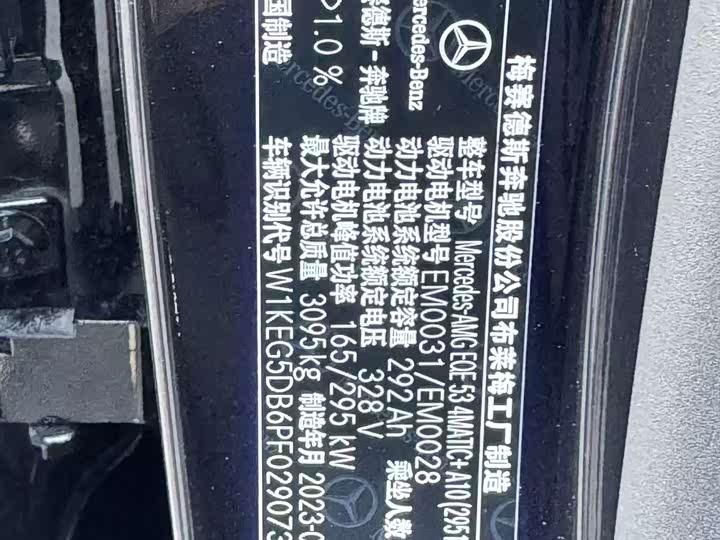 梅赛德斯奔驰股份公司布莱梅工厂制造
Mercedes-Benz
赛德斯-奔驰牌
>1.0 %
国制造
整车型号 Mercedes-AMG EQE 53 4MATIC+ A10 (2951
驱动电机型号 EM0031/EM0028
动力电池系统额定容量 292 Ah 乘坐人数
动力电池系统额定电压 328 V
驱动电机峰值功率 165/295 kW
最大允许总质量 3095 kg 制造年月 2023-0
车辆识别代号 W1KEG5DB6PF029073